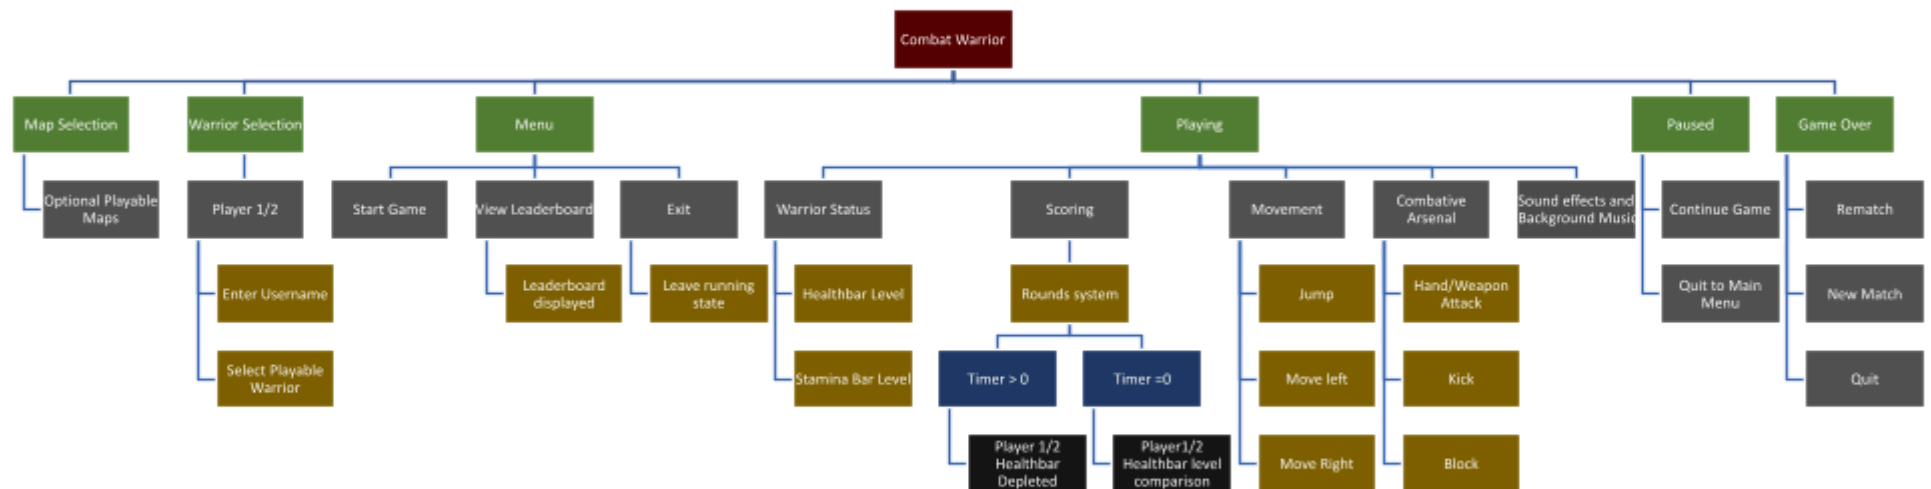 Combat Warrior
Map Selection
Warrior Selection
Menu
Playing
Paused
Game Over
Optional Playable
Maps
Player 1/2
Start Game
View Leaderboard
Exit
Warrior Status
Scoring
Movement
Combative
Arsenal
Sound effects and
Background Music
Continue Game
Rematch
Enter Username
Leaderboard
displayed
Leave running
state
Healthbar Level
Rounds system
Jump
Hand/Weapon
Attack
Quit to Main
Menu
New Match
Select Playable
Warrior
Stamina Bar Level
Timer > 0
Timer =0
Move left
Kick
Quit
Player 1/2
Healthbar
Depleted
Player1/2
Healthbar level
comparison
Move Right
Block